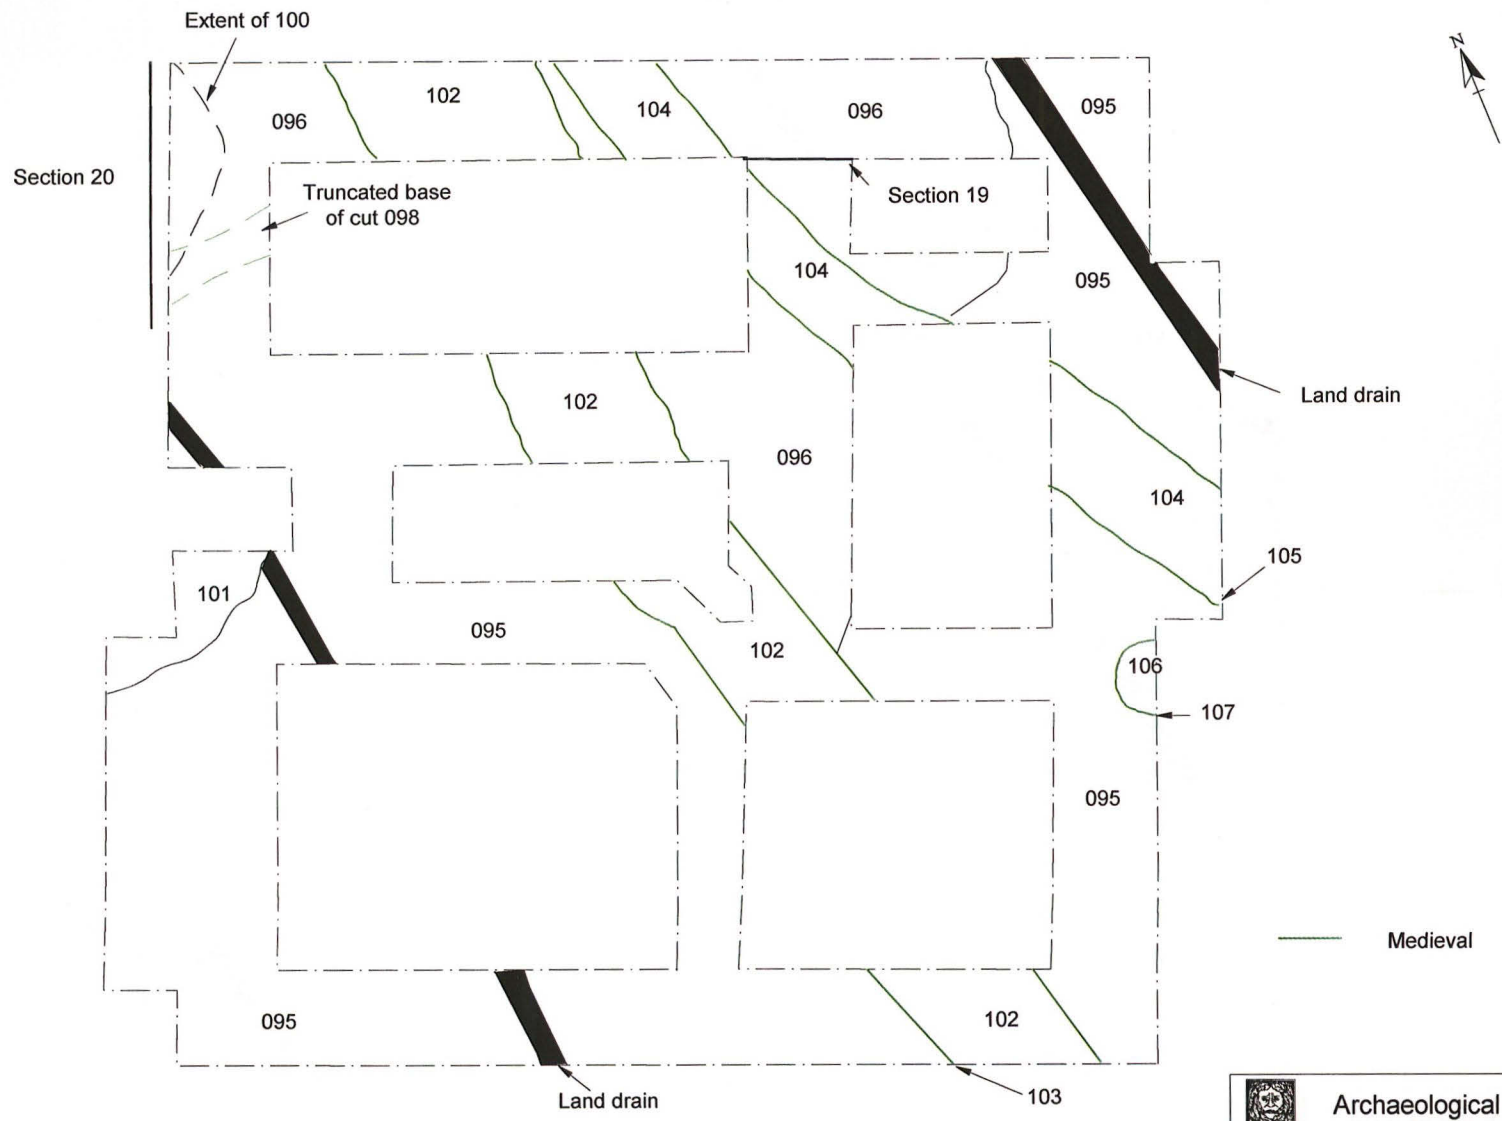 Extent of 100
N
102
104
096
095
096
Section 20
Truncated base
of cut 098
Section 19
104
095
Land drain
102
096
104
105
101
095
102
106
107
095
Medieval
095
102
Land drain
103
Archaeological